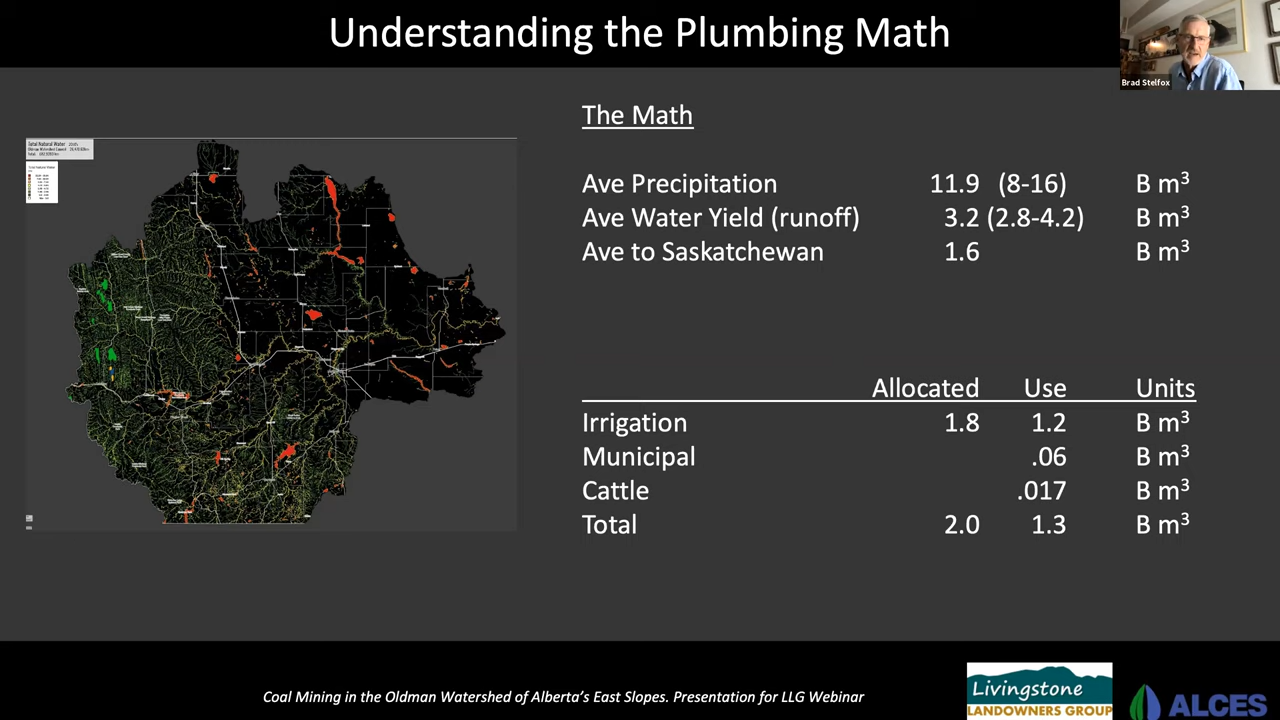 Understanding the Plumbing Math
Brad Stelfox
The Math
Ave Precipitation 11.9 (8-16) B m³
Ave Water Yield (runoff) 3.2 (2.8-4.2) B m³
Ave to Saskatchewan 1.6 B m³
Allocated Use Units
Irrigation 1.8 1.2 B m³
Municipal .06 B m³
Cattle .017 B m³
Total 2.0 1.3 B m³
Total Natural Water
Coal Mining in the Oldman Watershed of Alberta's East Slopes. Presentation for LLG Webinar
Livingstone
LANDOWNERS GROUP
ALCES